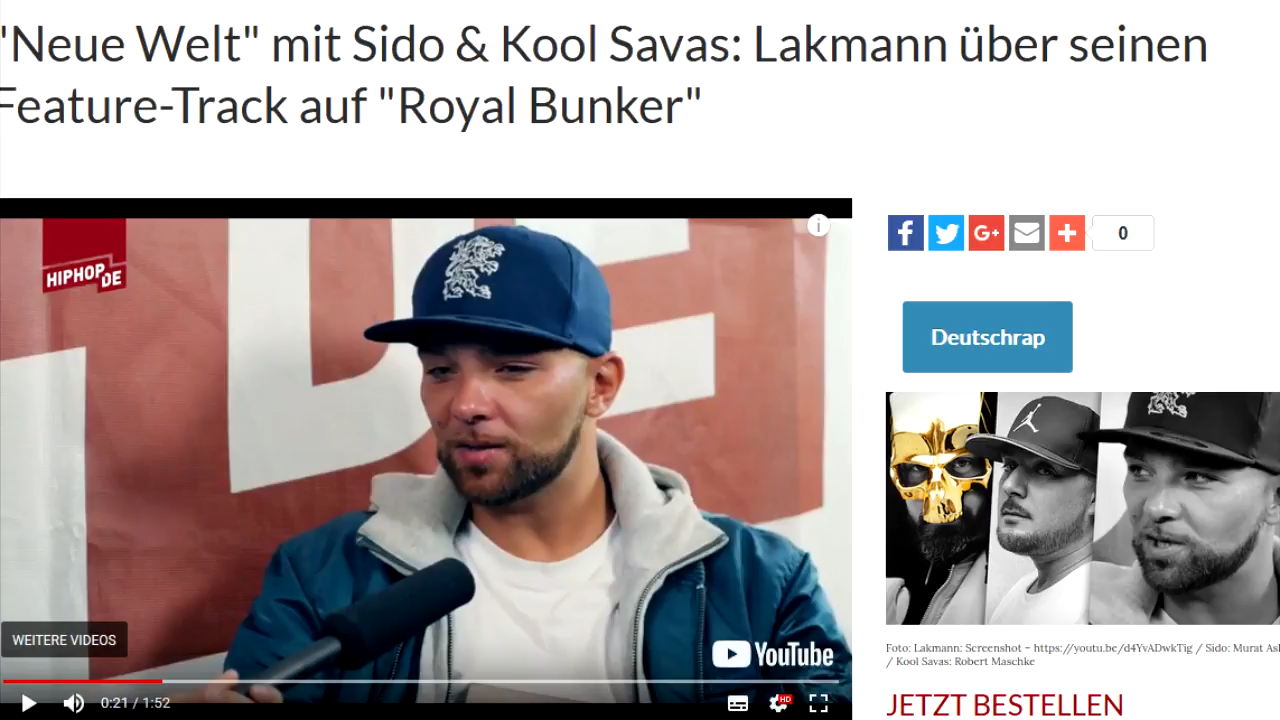 "Neue Welt" mit Sido & Kool Savas: Lakmann über seinen
Feature-Track auf "Royal Bunker"
HIPHOP.DE
DE
0
Deutschrap
WEITERE VIDEOS
YouTube
0:21 / 1:52
HD
Foto: Lakmann: Screenshot – https://youtu.be/d4YvADwkTig / Sido: Murat
/ Kool Savas: Robert Maschke
JETZT BESTELLEN